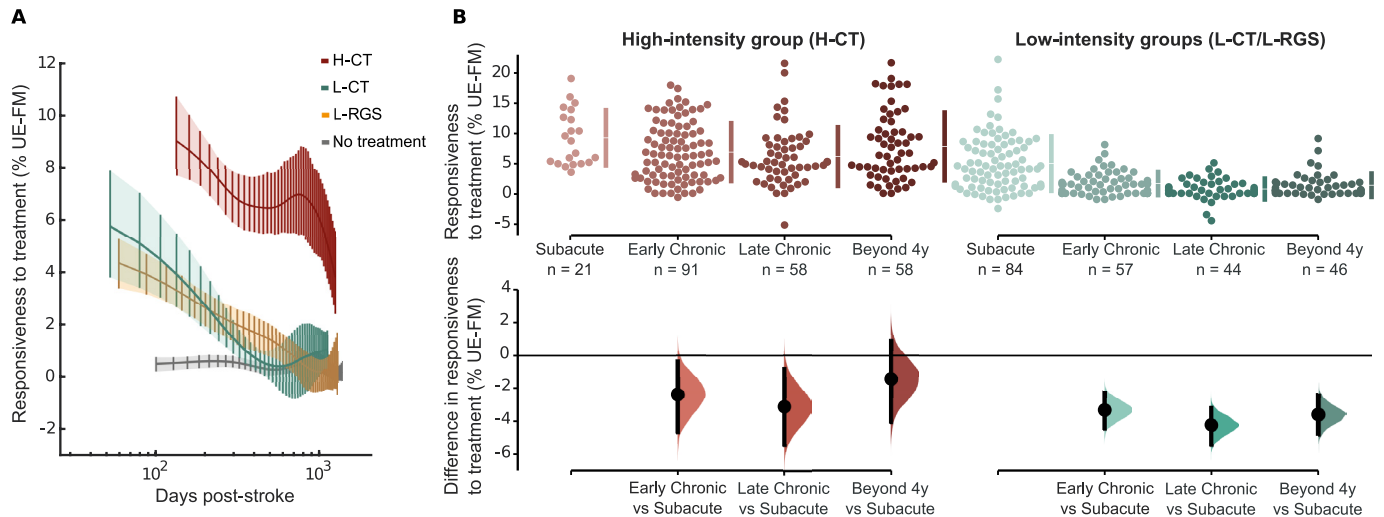 A
Responsiveness to treatment (% UE-FM)
12
10
8
6
4
2
0
-2
10²
10³
Days post-stroke
H-CT
L-CT
L-RGS
No treatment
B
High-intensity group (H-CT)
Low-intensity groups (L-CT/L-RGS)
Responsiveness
to treatment (% UE-FM)
20
15
10
5
0
-5
Subacute
n = 21
Early Chronic
n = 91
Late Chronic
n = 58
Beyond 4y
n = 58
Subacute
n = 84
Early Chronic
n = 57
Late Chronic
n = 44
Beyond 4y
n = 46
Difference in responsiveness
to treatment (% UE-FM)
4
2
0
-2
-4
-6
Early Chronic
vs Subacute
Late Chronic
vs Subacute
Beyond 4y
vs Subacute
Early Chronic
vs Subacute
Late Chronic
vs Subacute
Beyond 4y
vs Subacute